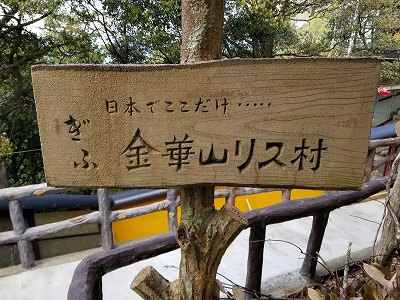 日本でここだけ・・・・・
ぎふ
金華山リス村